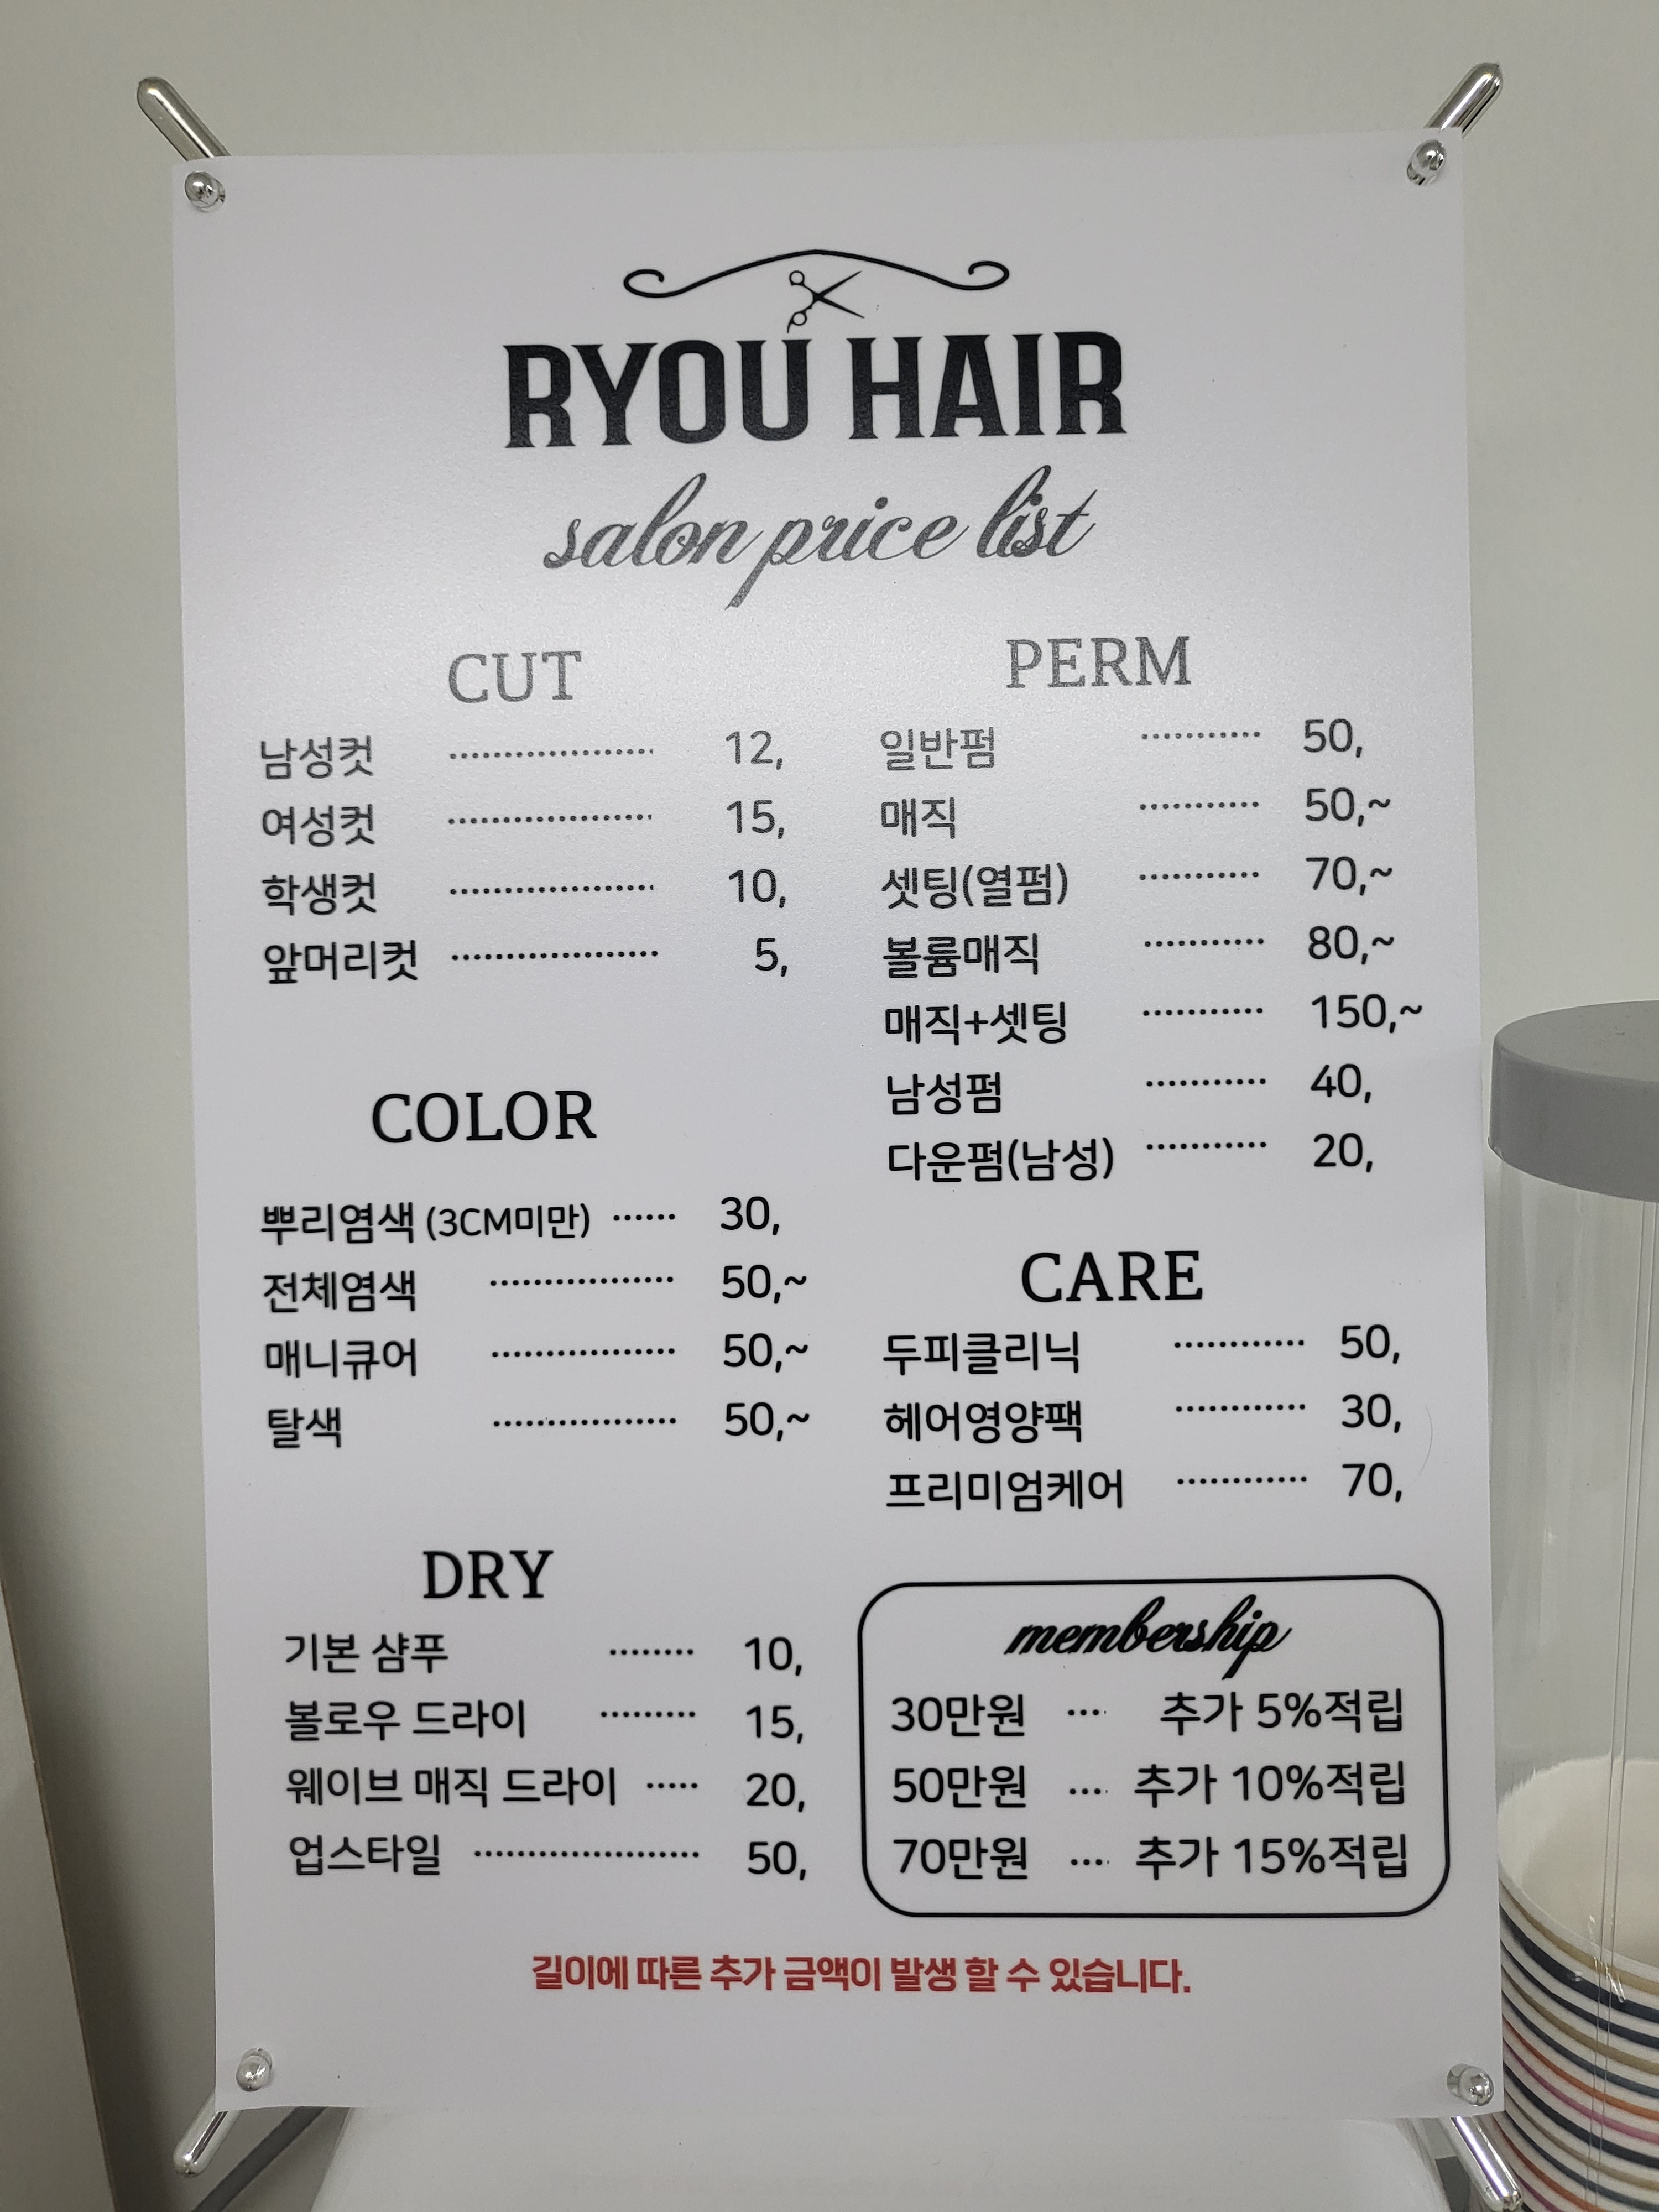 RYOU HAIR
salon price list
CUT
남성컷 ........................ 12,
여성컷 ........................ 15,
학생컷 ........................ 10,
앞머리컷 ........................ 5,
COLOR
뿌리염색 (3CM미만) ...... 30,
전체염색 ................. 50,~
매니큐어 ................. 50,~
탈색 ................. 50,~
DRY
기본 샴푸 ........ 10,
볼로우 드라이 ......... 15,
웨이브 매직 드라이 ..... 20,
업스타일 ..................... 50,
PERM
일반펌 ........... 50,
매직 ........... 50,~
셋팅(열펌) ........... 70,~
볼륨매직 ........... 80,~
매직+셋팅 ........... 150,~
남성펌 ........... 40,
다운펌(남성) ........... 20,
CARE
두피클리닉 ............ 50,
헤어영양팩 ............ 30,
프리미엄케어 ............ 70,
membership
30만원 .... 추가 5%적립
50만원 .... 추가 10%적립
70만원 .... 추가 15%적립
길이에 따른 추가 금액이 발생 할 수 있습니다.